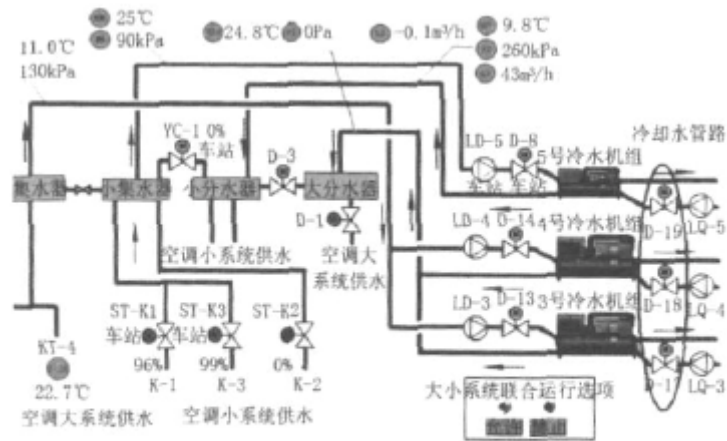 25℃
90kPa
11.0℃
130kPa
24.8℃
0Pa
-0.1m³/h
9.8℃
260kPa
43m³/h
YC-1 0%
车站
D-3
LD-5 D-8
车站 车站
5号冷水机组
冷却水管路
集水器
小集水器
小分水器
大分水器
D-1
空调小系统供水
空调大
系统供水
D-19
LQ-5
LD-4
D-14
4号冷水机组
D-18
LQ-4
LD-3
D-13
3号冷水机组
D-17
LQ-3
ST-K1
车站
ST-K3
车站
ST-K2
96%
99%
0%
K-1
K-3
K-2
KT-4
22.7℃
空调大系统供水
空调小系统供水
大小系统联合运行选项